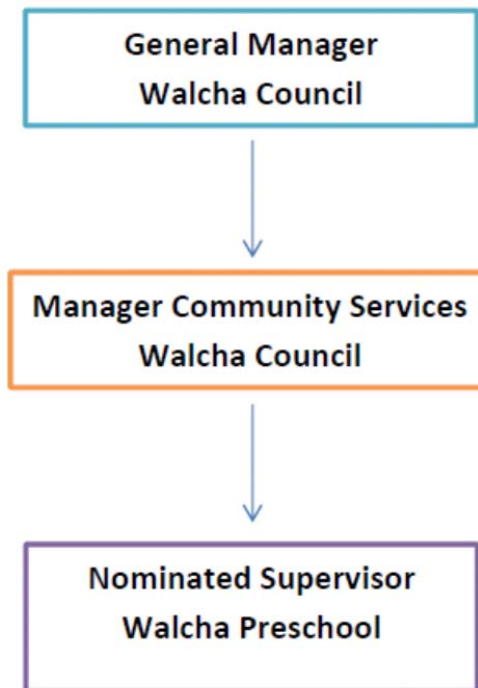 General Manager
Walcha Council
Manager Community Services
Walcha Council
Nominated Supervisor
Walcha Preschool